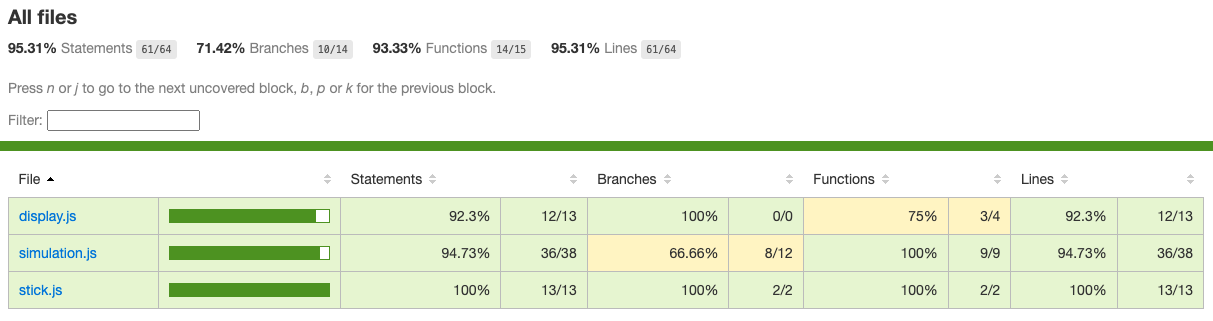 All files
95.31% Statements 61/64 71.42% Branches 10/14 93.33% Functions 14/15 95.31% Lines 61/64
Press n or j to go to the next uncovered block, b, p or k for the previous block.
Filter:
File Statements Branches Functions Lines
display.js 92.3% 12/13 100% 0/0 75% 3/4 92.3% 12/13
simulation.js 94.73% 36/38 66.66% 8/12 100% 9/9 94.73% 36/38
stick.js 100% 13/13 100% 2/2 100% 2/2 100% 13/13